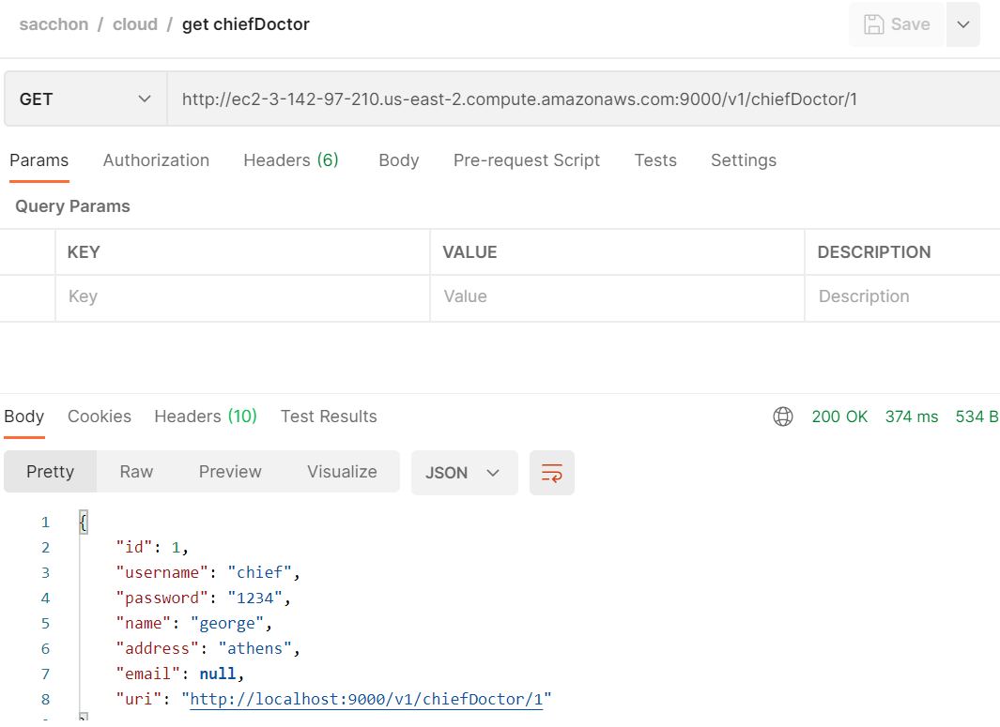 sacchon / cloud / get chiefDoctor
Save
GET
http://ec2-3-142-97-210.us-east-2.compute.amazonaws.com:9000/v1/chiefDoctor/1
Params Authorization Headers (6) Body Pre-request Script Tests Settings
Query Params
KEY VALUE DESCRIPTION
Key Value Description
Body Cookies Headers (10) Test Results 200 OK 374 ms 534 B
Pretty Raw Preview Visualize JSON
1 {
2 "id": 1,
3 "username": "chief",
4 "password": "1234",
5 "name": "george",
6 "address": "athens",
7 "email": null,
8 "uri": "http://localhost:9000/v1/chiefDoctor/1"